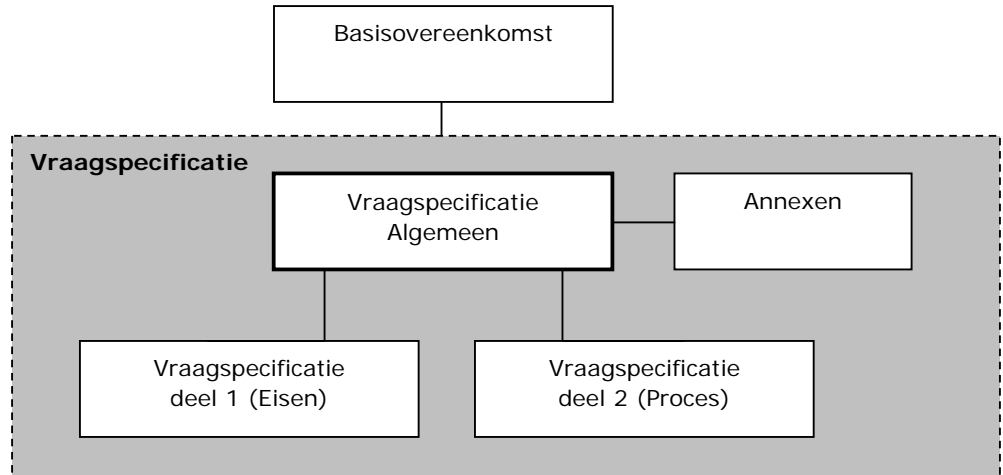 Basisovereenkomst
Vraagspecificatie
Vraagspecificatie
Algemeen
Annexen
Vraagspecificatie
deel 1 (Eisen)
Vraagspecificatie
deel 2 (Proces)